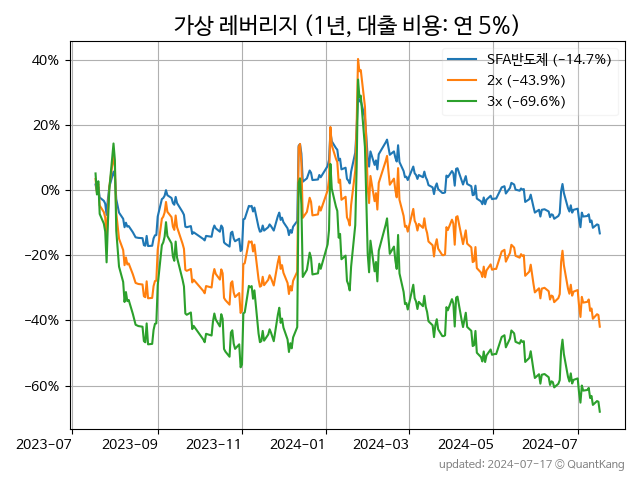 가상 레버리지 (1년, 대출 비용: 연 5%)
SFA반도체 (−14.7%)
2x (−43.9%)
3x (−69.6%)
40%
20%
0%
−20%
−40%
−60%
2023-07 2023-09 2023-11 2024-01 2024-03 2024-05 2024-07
updated: 2024-07-17 ⓒ QuantKang